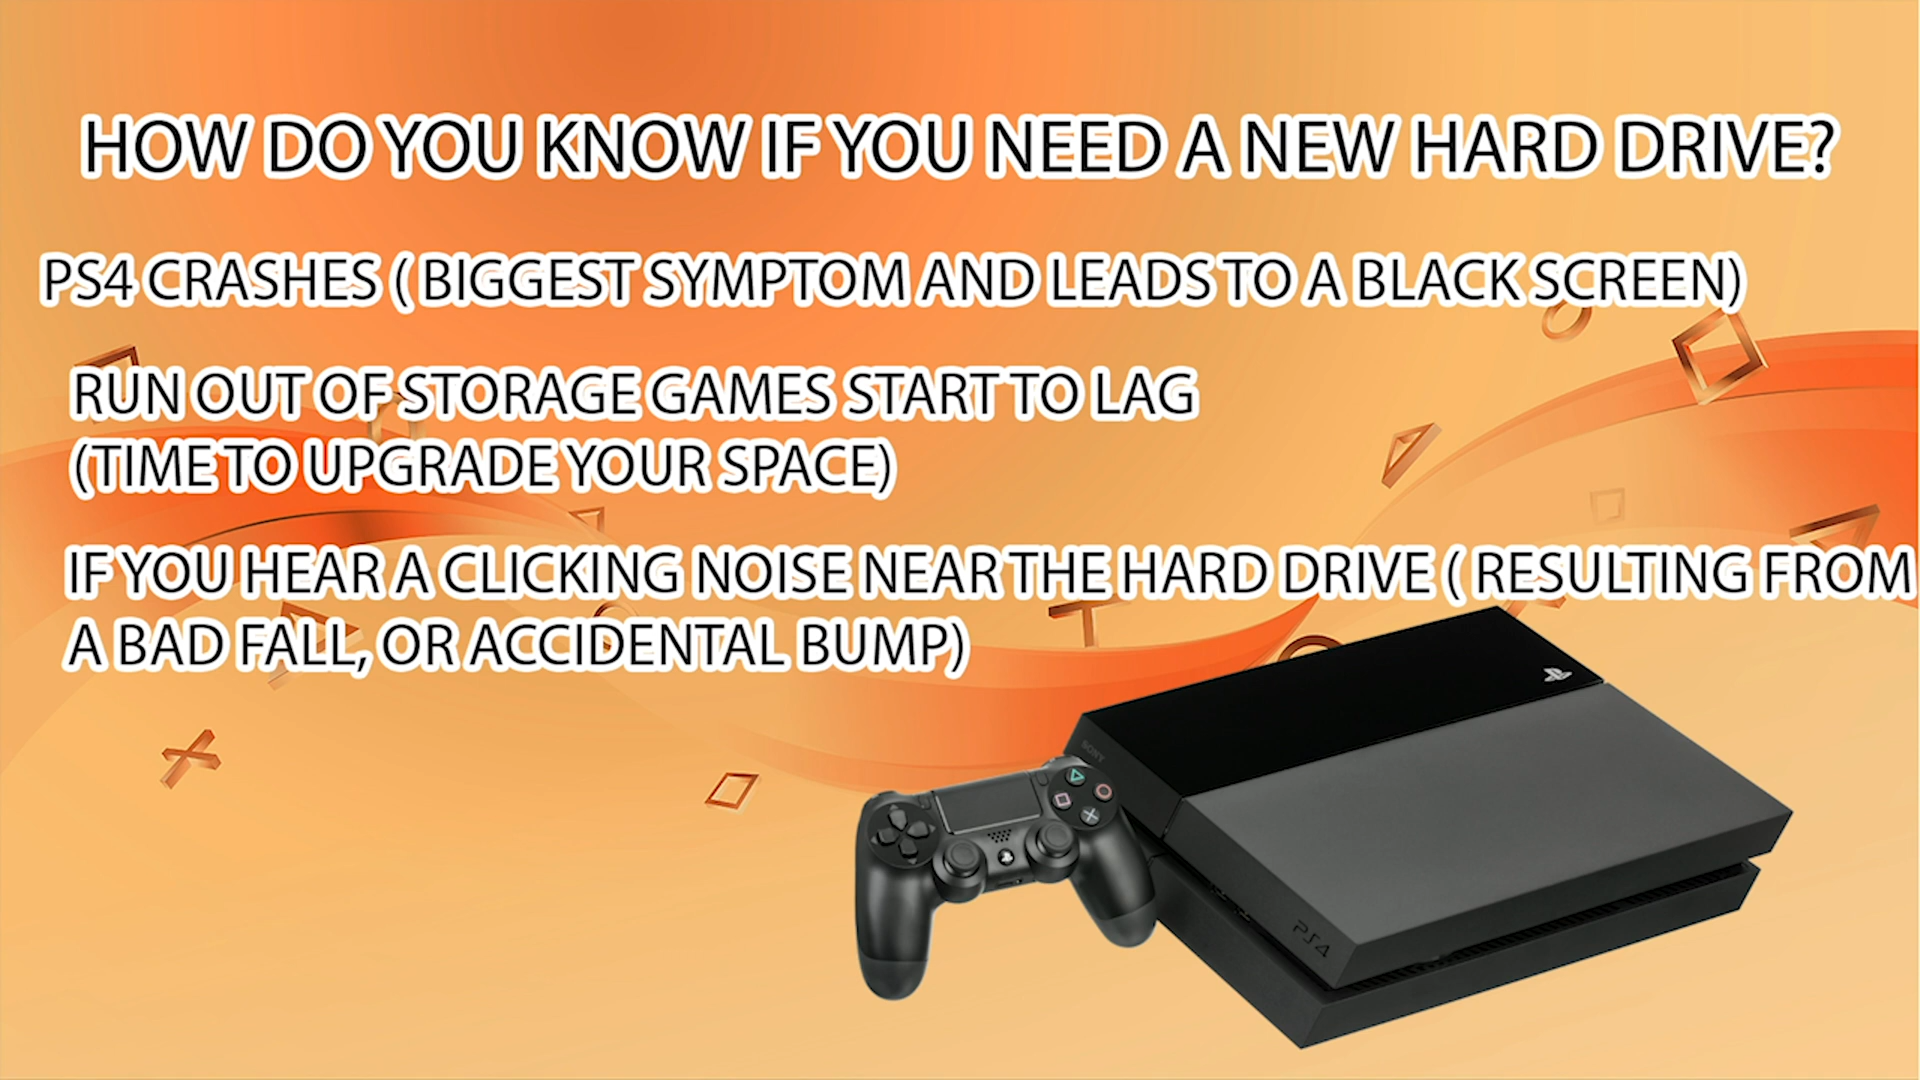 HOW DO YOU KNOW IF YOU NEED A NEW HARD DRIVE?
PS4 CRASHES ( BIGGEST SYMPTOM AND LEADS TO A BLACK SCREEN)
RUN OUT OF STORAGE GAMES START TO LAG
(TIME TO UPGRADE YOUR SPACE)
IF YOU HEAR A CLICKING NOISE NEAR THE HARD DRIVE ( RESULTING FROM
A BAD FALL, OR ACCIDENTAL BUMP)
SONY
PS4